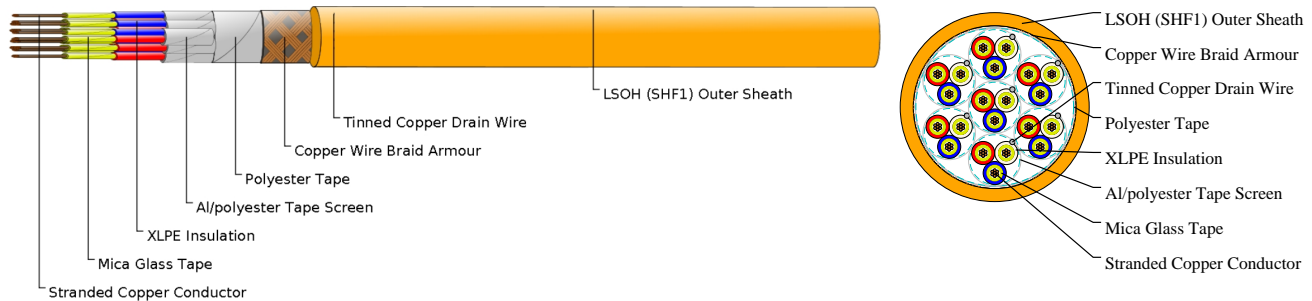 LSOH (SHF1) Outer Sheath
Tinned Copper Drain Wire
Copper Wire Braid Armour
Polyester Tape
Al/polyester Tape Screen
XLPE Insulation
Mica Glass Tape
Stranded Copper Conductor
LSOH (SHF1) Outer Sheath
Copper Wire Braid Armour
Tinned Copper Drain Wire
Polyester Tape
XLPE Insulation
Al/polyester Tape Screen
Mica Glass Tape
Stranded Copper Conductor